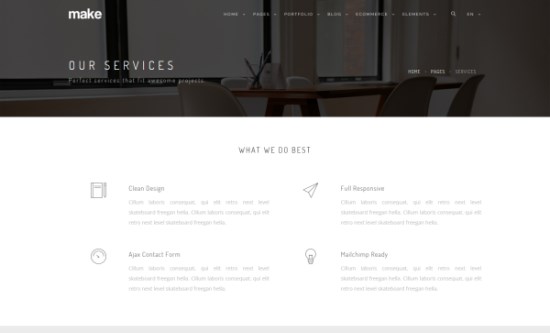 make
HOME PAGES PORTFOLIO BLOG ECOMMERCE ELEMENTS EN
OUR SERVICES
Perfect services that fit awesome projects
HOME PAGES SERVICES
WHAT WE DO BEST
Clean Design
Cillum laboris consequat, qui elit retro next level
skateboard freegan hella. Cillum laboris consequat, qui elit
retro next level skateboard freegan hella.
Full Responsive
Cillum laboris consequat, qui elit retro next level
skateboard freegan hella. Cillum laboris consequat, qui elit
retro next level skateboard freegan hella.
Ajax Contact Form
Cillum laboris consequat, qui elit retro next level
skateboard freegan hella. Cillum laboris consequat, qui elit
retro next level skateboard freegan hella.
Mailchimp Ready
Cillum laboris consequat, qui elit retro next level
skateboard freegan hella. Cillum laboris consequat, qui elit
retro next level skateboard freegan hella.